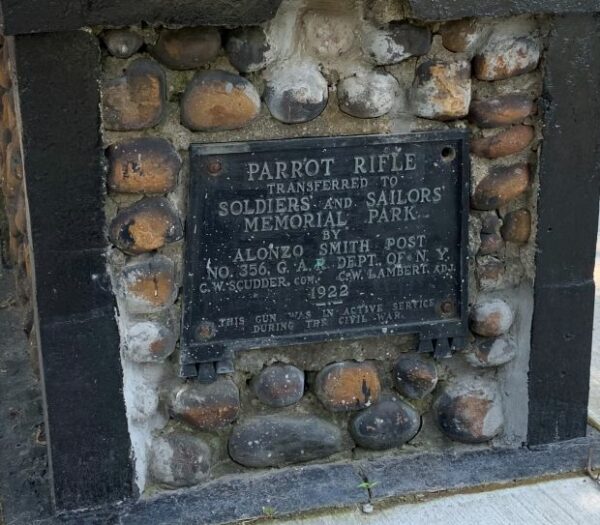 PARROT RIFLE
TRANSFERRED TO
SOLDIERS' AND SAILORS'
MEMORIAL PARK
BY
ALONZO SMITH POST
NO. 356, G. A. R. DEPT. OF N. Y.
G. W. SCUDDER, COM. C. W. LAMBERT, ADJ.
1922
THIS GUN WAS IN ACTIVE SERVICE
DURING THE CIVIL WAR.